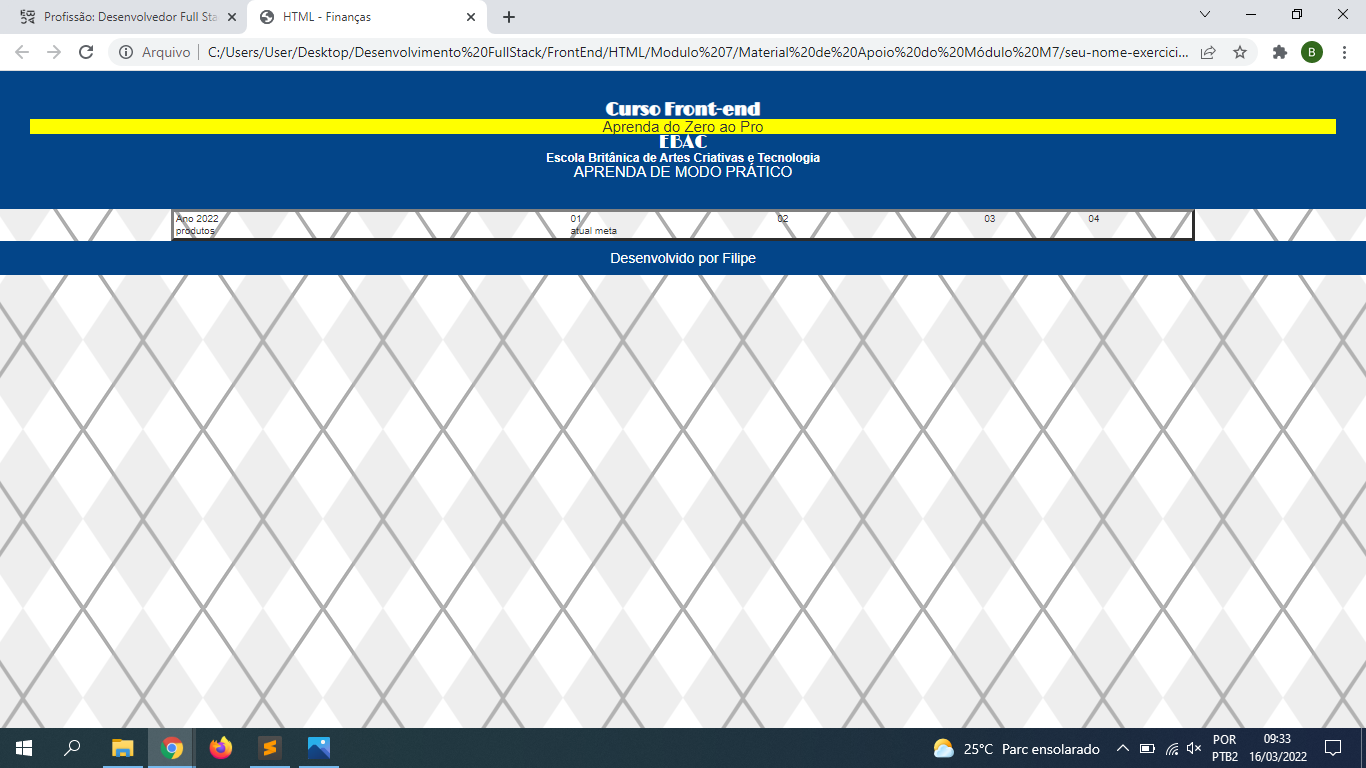 Profissão: Desenvolvedor Full Sta
HTML - Finanças
Arquivo
C:/Users/User/Desktop/Desenvolvimento%20FullStack/FrontEnd/HTML/Modulo%207/Material%20de%20Apoio%20do%20Módulo%20M7/seu-nome-exercici...
B
Curso Front-end
Aprenda do Zero ao Pro
EBAC
Escola Britânica de Artes Criativas e Tecnologia
APRENDA DE MODO PRÁTICO
Ano 2022 01 02 03 04
produtos atual meta
Desenvolvido por Filipe
25°C Parc ensolarado
POR
PTB2
09:33
16/03/2022